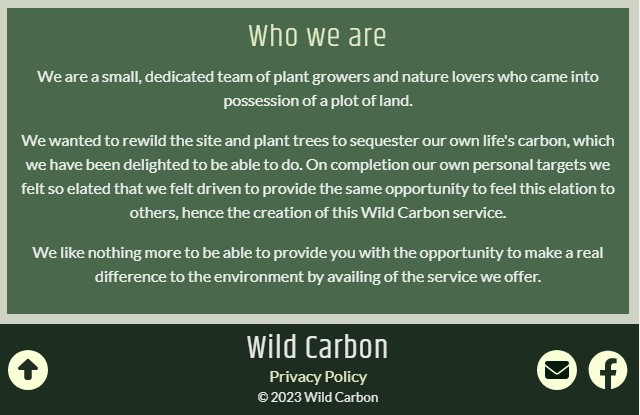 Who we are
We are a small, dedicated team of plant growers and nature lovers who came into
possession of a plot of land.
We wanted to rewild the site and plant trees to sequester our own life's carbon, which
we have been delighted to be able to do. On completion our own personal targets we
felt so elated that we felt driven to provide the same opportunity to feel this elation to
others, hence the creation of this Wild Carbon service.
We like nothing more to be able to provide you with the opportunity to make a real
difference to the environment by availing of the service we offer.
Wild Carbon
Privacy Policy
© 2023 Wild Carbon